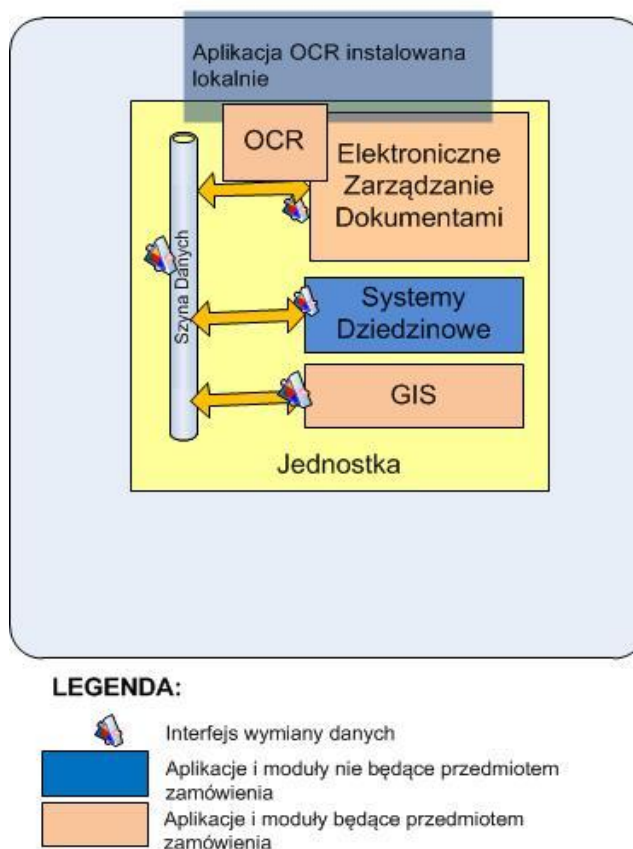 Aplikacja OCR instalowana
lokalnie
OCR
Elektroniczne
Zarządzanie
Dokumentami
Szyna Danych
Systemy
Dziedzinowe
GIS
Jednostka
LEGENDA:
Interfejs wymiany danych
Aplikacje i moduły nie będące przedmiotem
zamówienia
Aplikacje i moduły będące przedmiotem
zamówienia